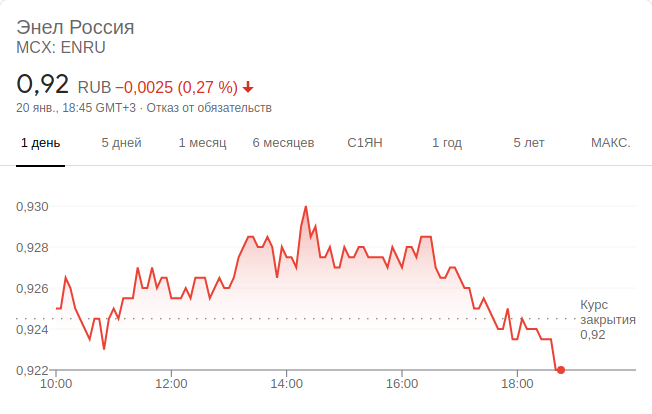 Энел Россия
MCX: ENRU
0,92 RUB −0,0025 (0,27 %)
20 янв., 18:45 GMT+3 · Отказ от обязательств
1 день 5 дней 1 месяц 6 месяцев С1ЯН 1 год 5 лет МАКС.
0,930
0,928
0,926
0,924
0,922
Курс
закрытия
0,92
10:00 12:00 14:00 16:00 18:00